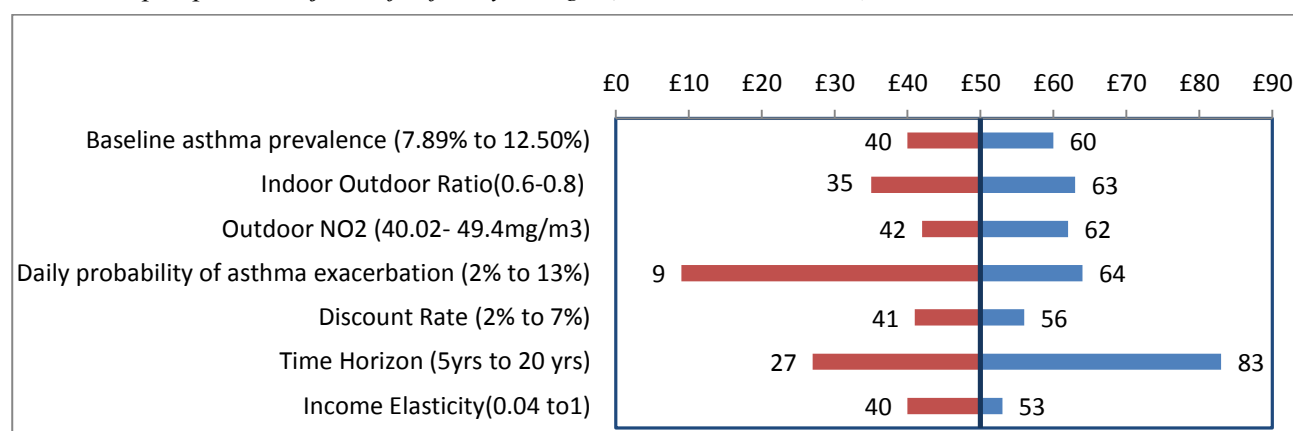 £0 £10 £20 £30 £40 £50 £60 £70 £80 £90
Baseline asthma prevalence (7.89% to 12.50%) 40 60
Indoor Outdoor Ratio(0.6-0.8) 35 63
Outdoor NO2 (40.02- 49.4mg/m3) 42 62
Daily probability of asthma exacerbation (2% to 13%) 9 64
Discount Rate (2% to 7%) 41 56
Time Horizon (5yrs to 20 yrs) 27 83
Income Elasticity(0.04 to1) 40 53